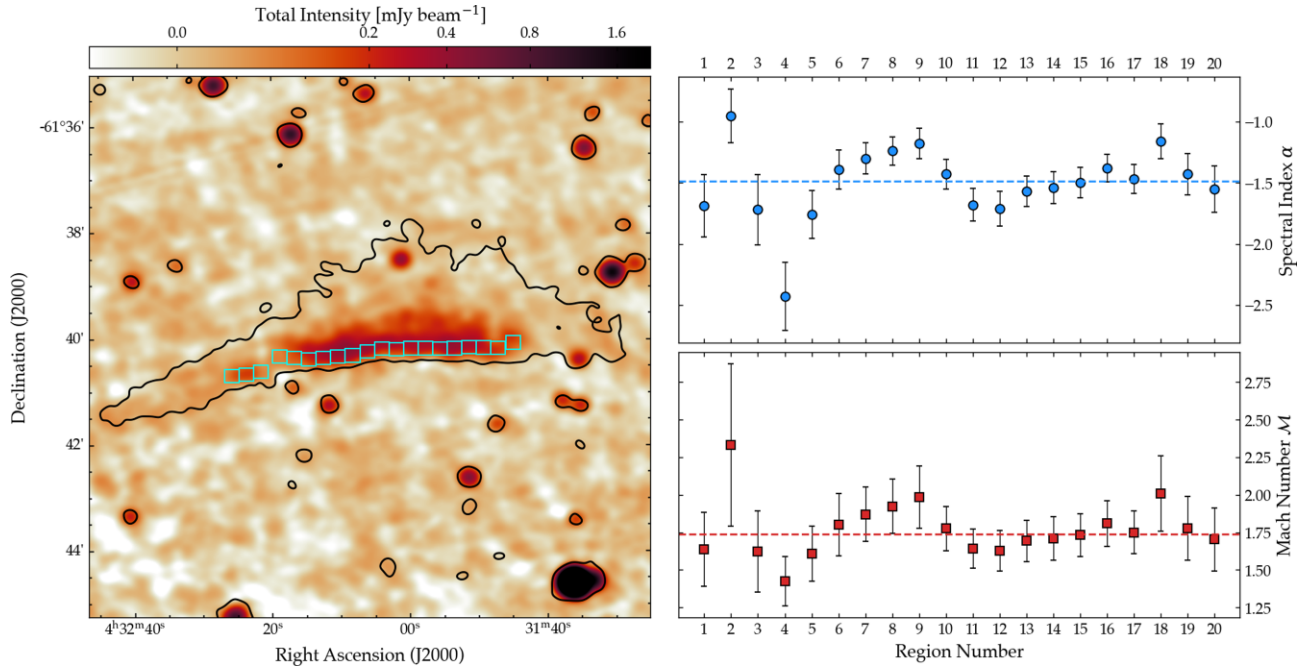 Total Intensity [mJy beam⁻¹]
0.0 0.2 0.4 0.8 1.6
-61°36'
38'
40'
42'
44'
Declination (J2000)
4ʰ32ᵐ40ˢ 20ˢ 00ˢ 31ᵐ40ˢ
Right Ascension (J2000)
1 2 3 4 5 6 7 8 9 10 11 12 13 14 15 16 17 18 19 20
−1.0
−1.5
−2.0
−2.5
Spectral Index α
2.75
2.50
2.25
2.00
1.75
1.50
1.25
Mach Number ℳ
1 2 3 4 5 6 7 8 9 10 11 12 13 14 15 16 17 18 19 20
Region Number